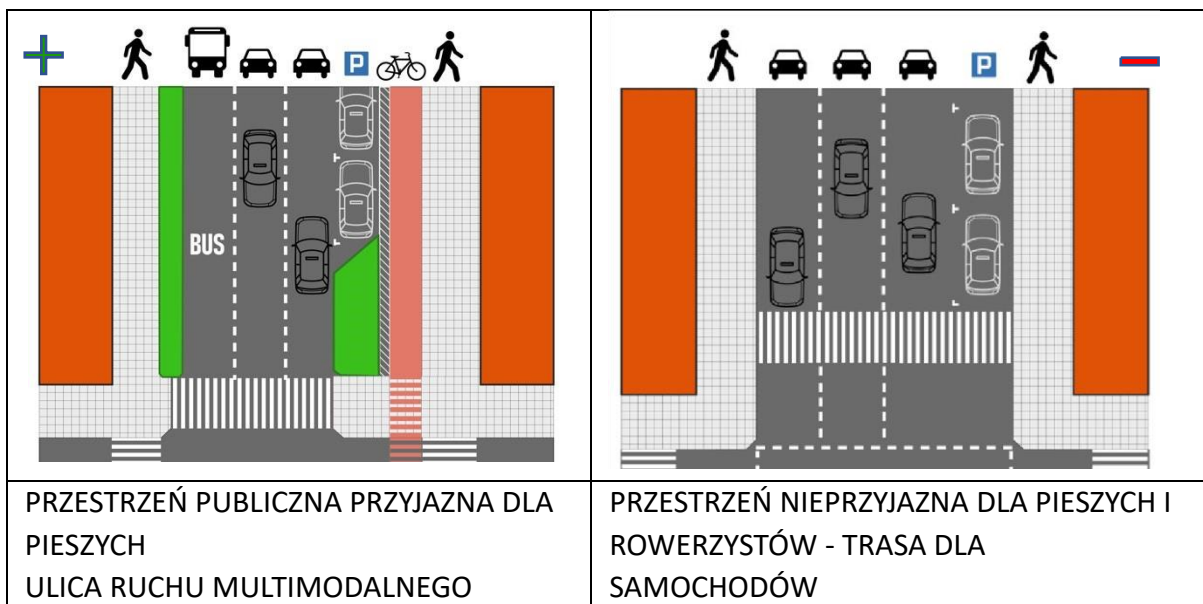 P
P
BUS
PRZESTRZEŃ PUBLICZNA PRZYJAZNA DLA
PIESZYCH
ULICA RUCHU MULTIMODALNEGO
PRZESTRZEŃ NIEPRZYJAZNA DLA PIESZYCH I
ROWERZYSTÓW - TRASA DLA
SAMOCHODÓW